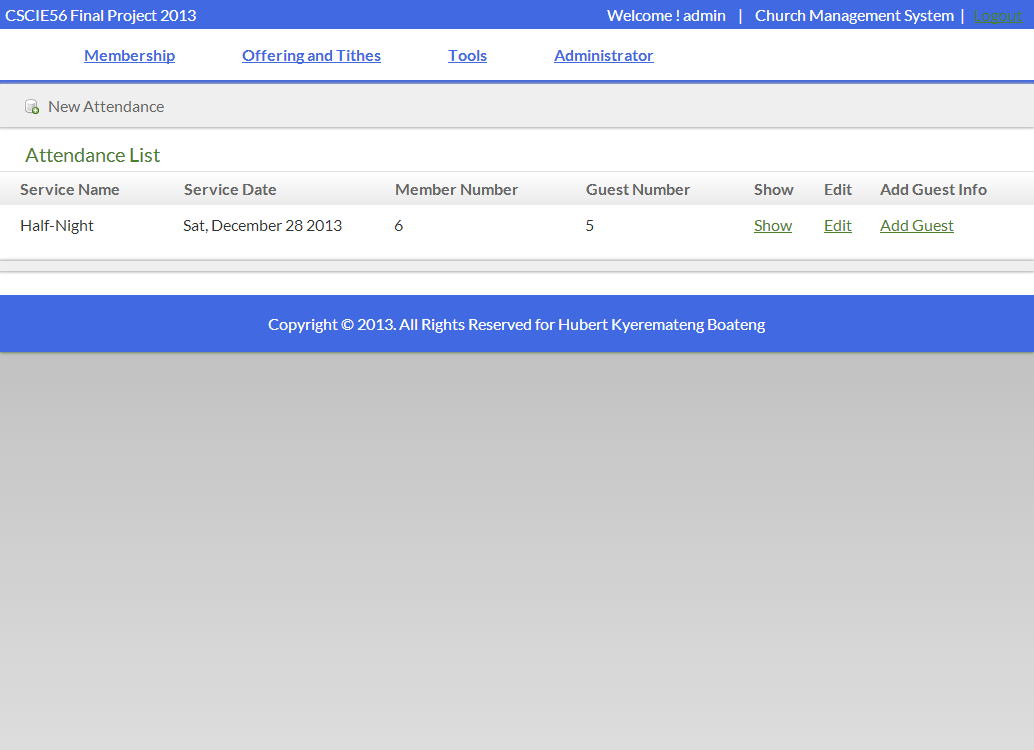 CSCIE56 Final Project 2013 Welcome ! admin | Church Management System | Logout
Membership Offering and Tithes Tools Administrator
New Attendance
Attendance List
Service Name Service Date Member Number Guest Number Show Edit Add Guest Info
Half-Night Sat, December 28 2013 6 5 Show Edit Add Guest
Copyright © 2013. All Rights Reserved for Hubert Kyeremateng Boateng